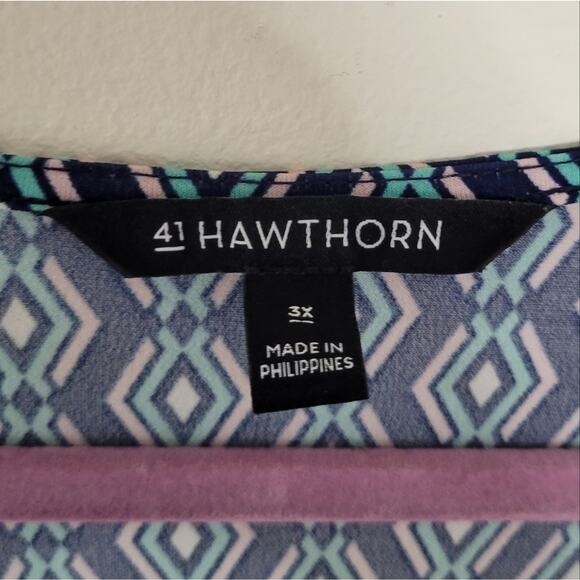 41 HAWTHORN
3X
MADE IN
PHILIPPINES